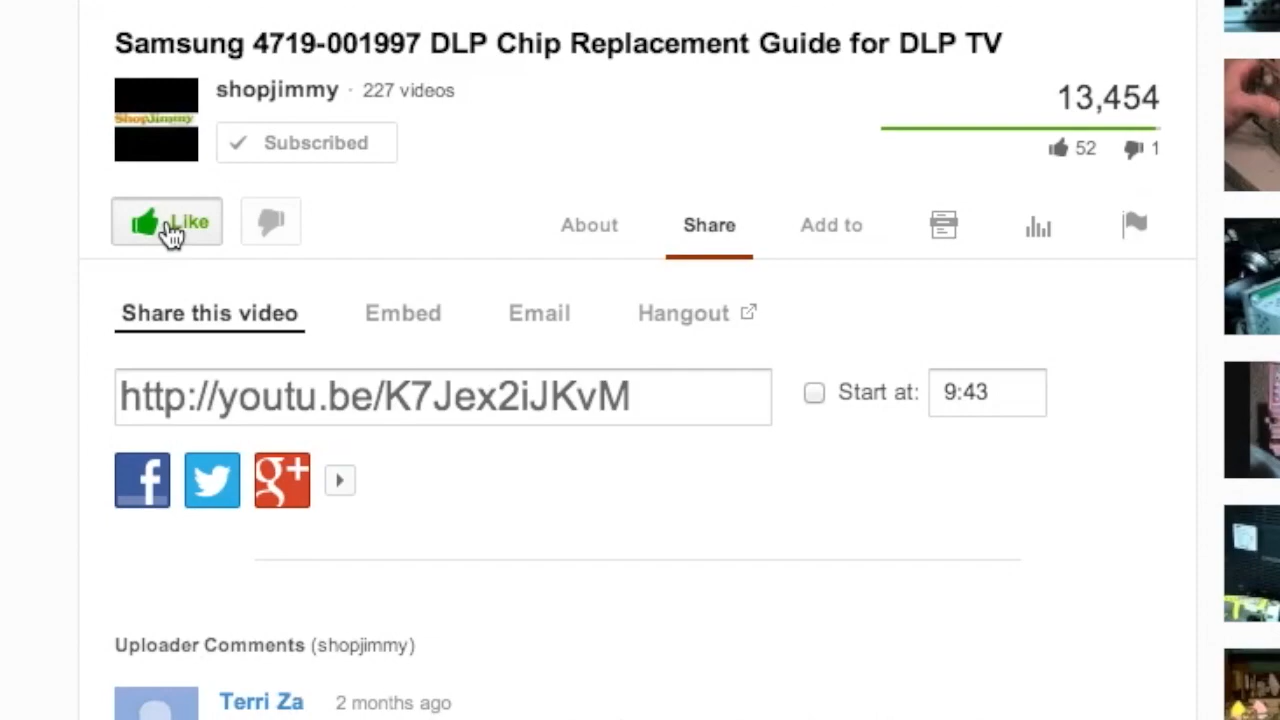 Samsung 4719-001997 DLP Chip Replacement Guide for DLP TV
ShopJimmy
shopjimmy · 227 videos
13,454
Subscribed
52 1
Like
About Share Add to
Share this video Embed Email Hangout
http://youtu.be/K7Jex2iJKvM Start at: 9:43
f g+
Uploader Comments (shopjimmy)
Terri Za 2 months ago